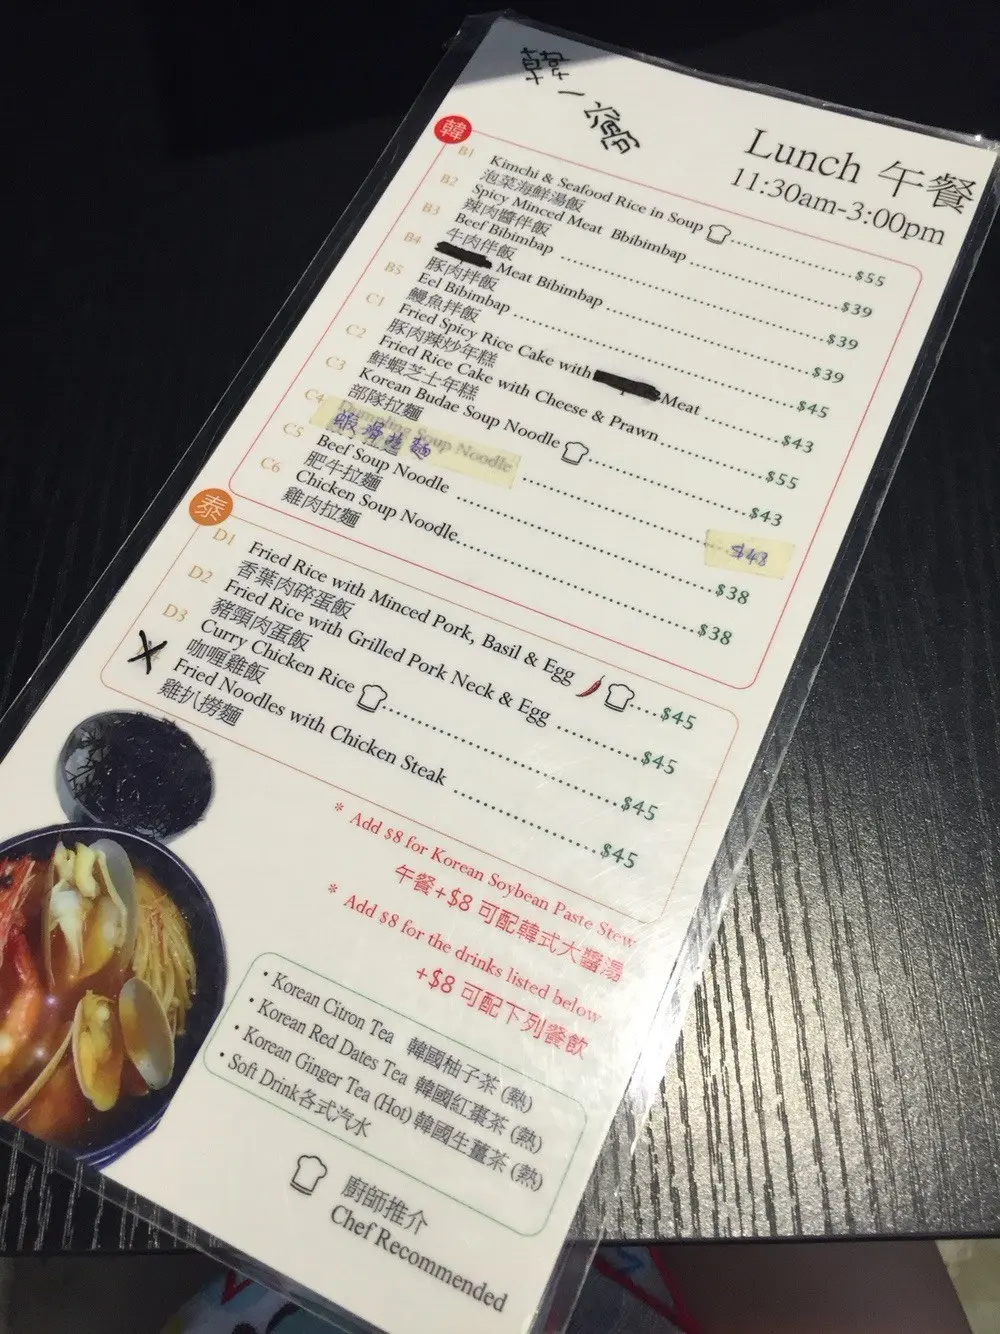 韓一窩
Lunch 午餐
11:30am-3:00pm
韓
B1 Kimchi & Seafood Rice in Soup $55
泡菜海鮮湯飯
B2 Spicy Minced Meat Bbibimbap $39
辣肉醬伴飯
B3 Beef Bibimbap $39
牛肉伴飯
B4 Meat Bibimbap $39
豚肉拌飯
B5 Eel Bibimbap $45
鰻魚拌飯
C1 Fried Spicy Rice Cake with Meat $43
豚肉辣炒年糕
C2 Fried Rice Cake with Cheese & Prawn $55
鮮蝦芝士年糕
C3 Korean Budae Soup Noodle $43
部隊拉麵
C4 Dumpling Soup Noodle $48
C5 Beef Soup Noodle $38
肥牛拉麵
C6 Chicken Soup Noodle $38
雞肉拉麵
泰
D1 Fried Rice with Minced Pork, Basil & Egg $45
香葉肉碎蛋飯
D2 Fried Rice with Grilled Pork Neck & Egg $45
豬頸肉蛋飯
D3 Curry Chicken Rice $45
咖喱雞飯
Fried Noodles with Chicken Steak $45
雞扒撈麵
* Add $8 for Korean Soybean Paste Stew
午餐+$8 可配韓式大醬湯
* Add $8 for the drinks listed below
+$8 可配下列餐飲
• Korean Citron Tea 韓國柚子茶 (熱)
• Korean Red Dates Tea 韓國紅棗茶 (熱)
• Korean Ginger Tea (Hot) 韓國生薑茶 (熱)
• Soft Drink各式汽水
廚師推介
Chef Recommended